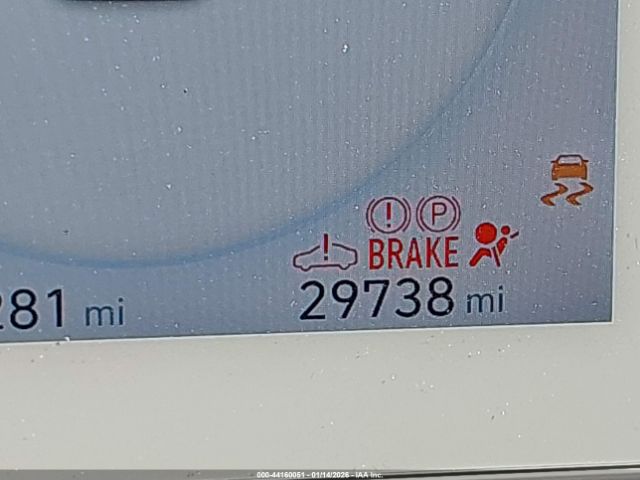 (!) (P)
BRAKE
281 mi
29738 mi
000-44160051 - 01/14/2026 - IAA Inc.